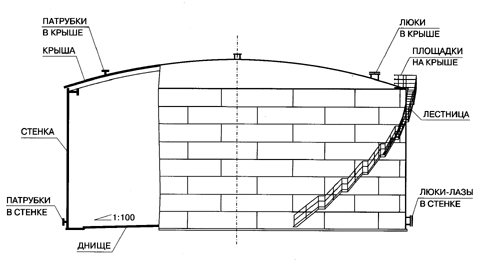 ПАТРУБКИ
В КРЫШЕ
КРЫША
ЛЮКИ
В КРЫШЕ
ПЛОЩАДКИ
НА КРЫШЕ
ЛЕСТНИЦА
СТЕНКА
ПАТРУБКИ
В СТЕНКЕ
1:100
ДНИЩЕ
ЛЮКИ-ЛАЗЫ
В СТЕНКЕ